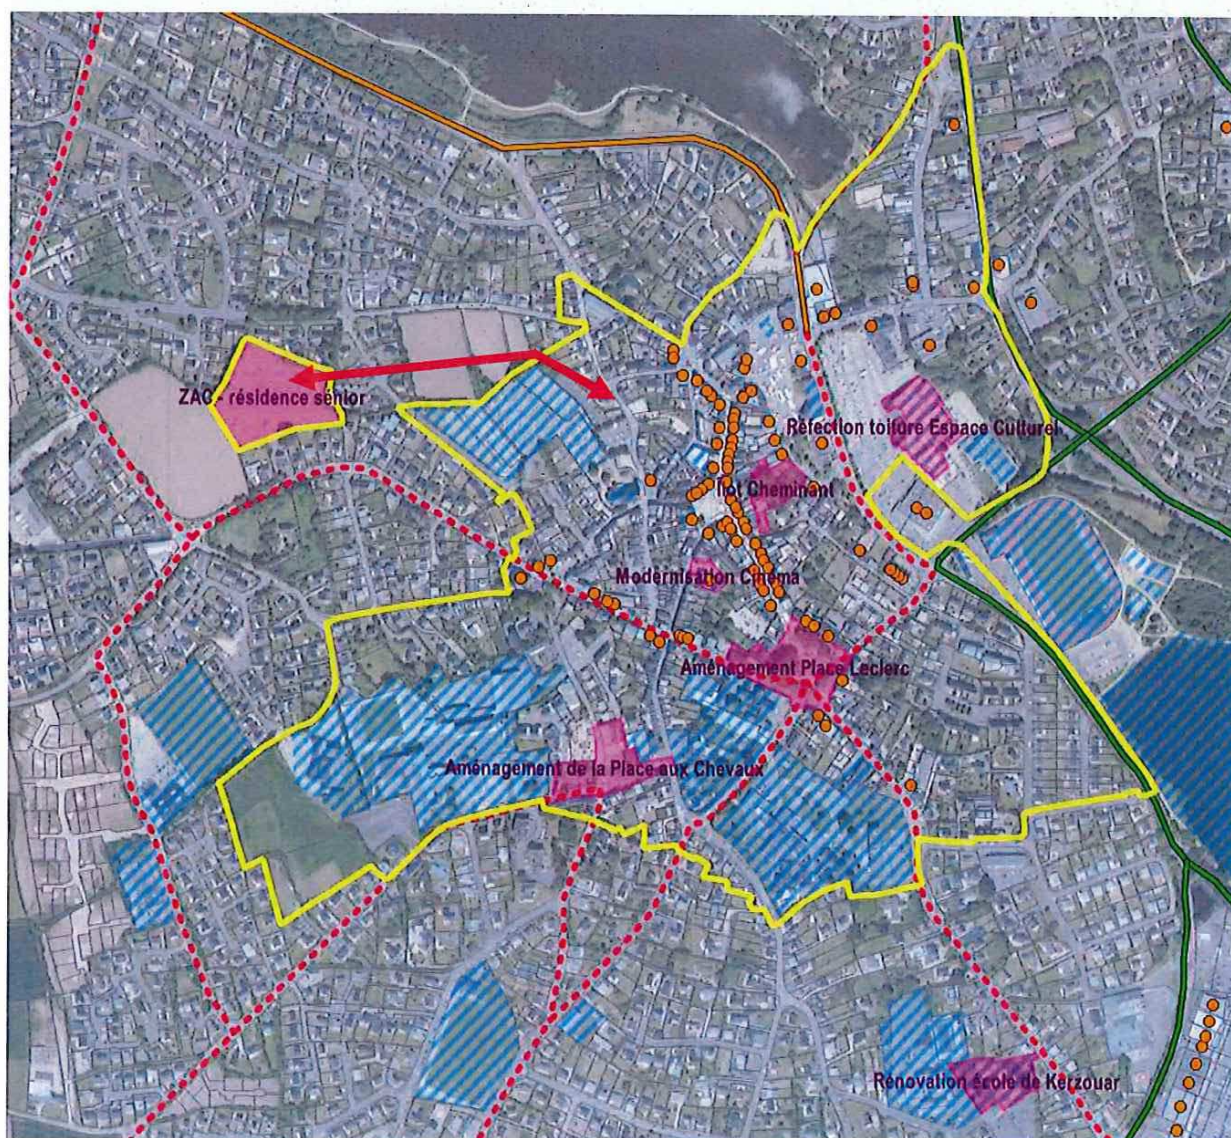 ZAC - résidence sénior
Réfection toiture Espace Culturel
Ilot Cheminant
Modernisation Cinéma
Aménagement Place Leclerc
Aménagement de la Place aux Chevaux
Rénovation école de Kerzouar